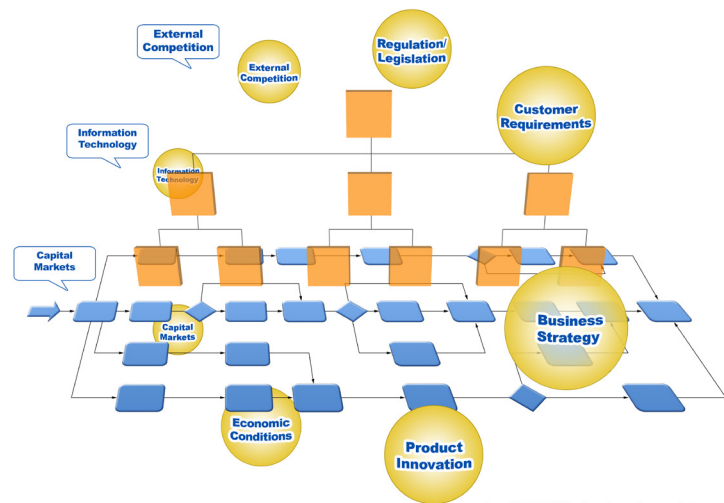 External
Competition
External
Competition
Regulation/
Legislation
Customer
Requirements
Information
Technology
Information
Technology
Capital
Markets
Capital
Markets
Business
Strategy
Economic
Conditions
Product
Innovation